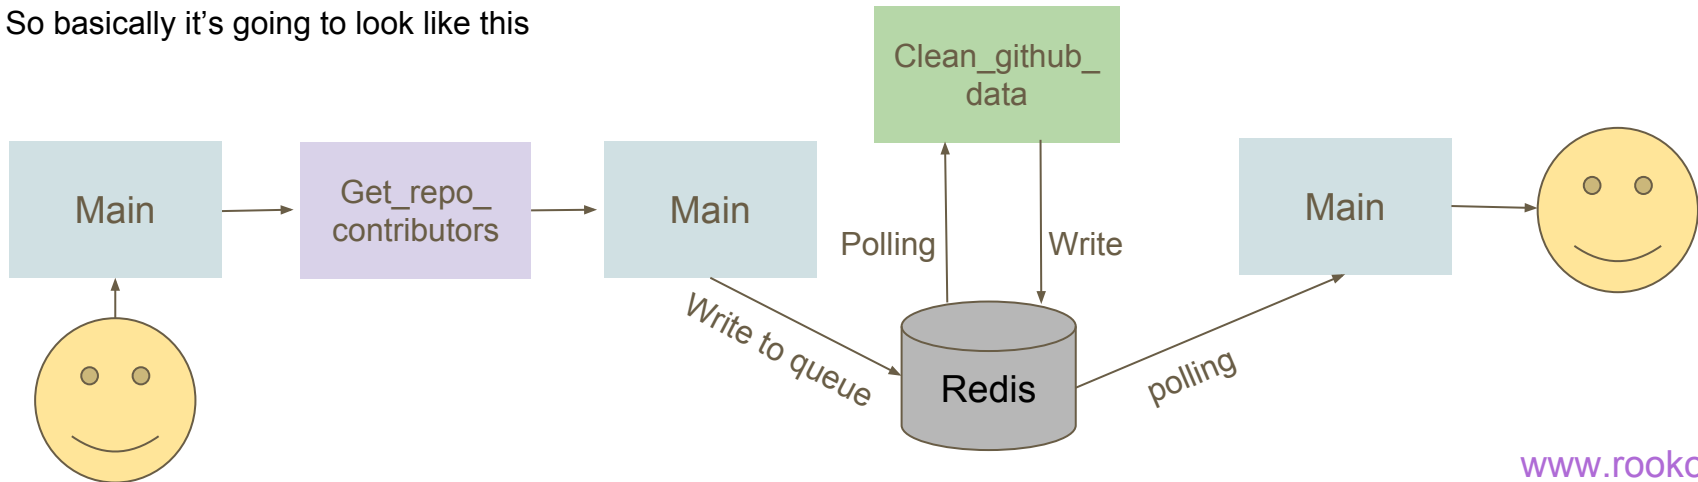 So basically it's going to look like this
Clean_github_
data
Main
Get_repo_
contributors
Main
Main
Polling
Write
Write to queue
Redis
polling
www.rookc